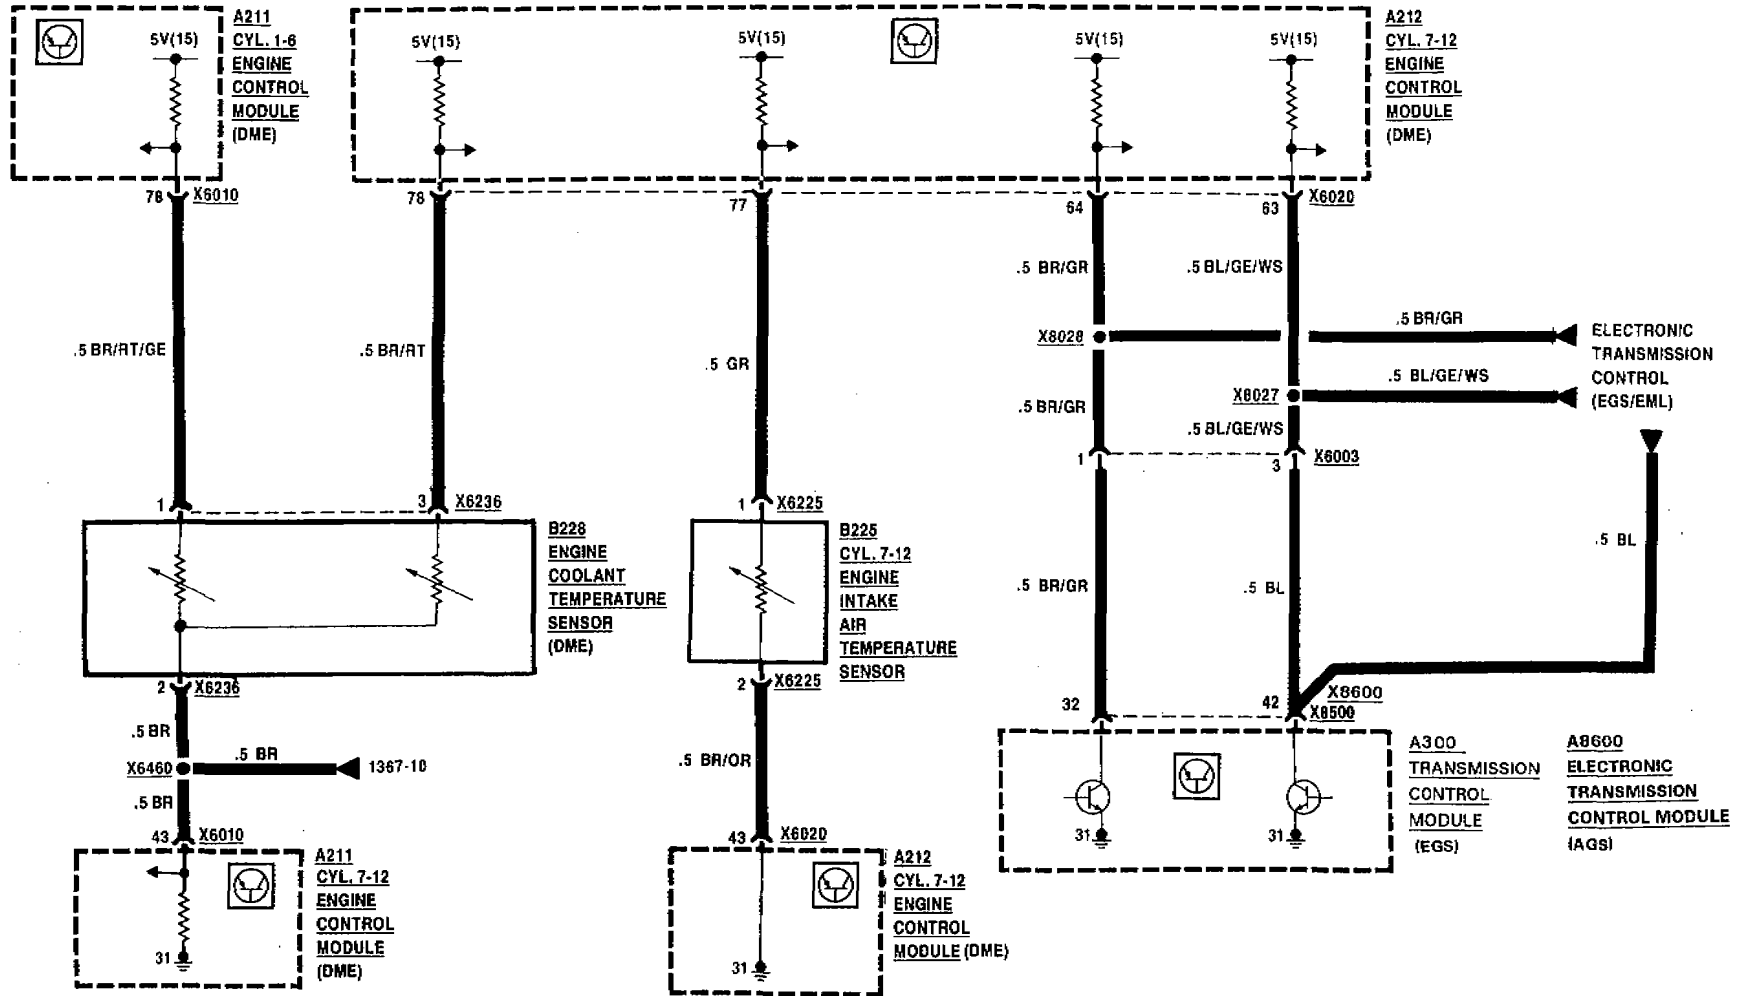 A211
CYL. 1-6
ENGINE
CONTROL
MODULE
(DME)
5V(15)
5V(15)
5V(15)
5V(15)
5V(15)
A212
CYL. 7-12
ENGINE
CONTROL
MODULE
(DME)
78
X6010
78
77
64
63
X6020
.5 BR/RT/GE
.5 BR/RT
.5 GR
.5 BR/GR
.5 BL/GE/WS
X8028
.5 BR/GR
ELECTRONIC
TRANSMISSION
CONTROL
(EGS/EML)
X8027
.5 BL/GE/WS
.5 BR/GR
.5 BL/GE/WS
1
3
X6003
1
3
X6236
1
X6225
B228
ENGINE
COOLANT
TEMPERATURE
SENSOR
(DME)
B225
CYL. 7-12
ENGINE
INTAKE
AIR
TEMPERATURE
SENSOR
.5 BR/GR
.5 BL
.5 BL
2
X6236
2
X6225
32
42
X8600
X8500
.5 BR
X6460
.5 BR
1367-10
.5 BR
.5 BR/OR
43
X6010
43
X6020
A211
CYL. 7-12
ENGINE
CONTROL
MODULE
(DME)
31
A212
CYL. 7-12
ENGINE
CONTROL
MODULE (DME)
31
31
31
A300
TRANSMISSION
CONTROL
MODULE
(EGS)
A8600
ELECTRONIC
TRANSMISSION
CONTROL MODULE
(AGS)